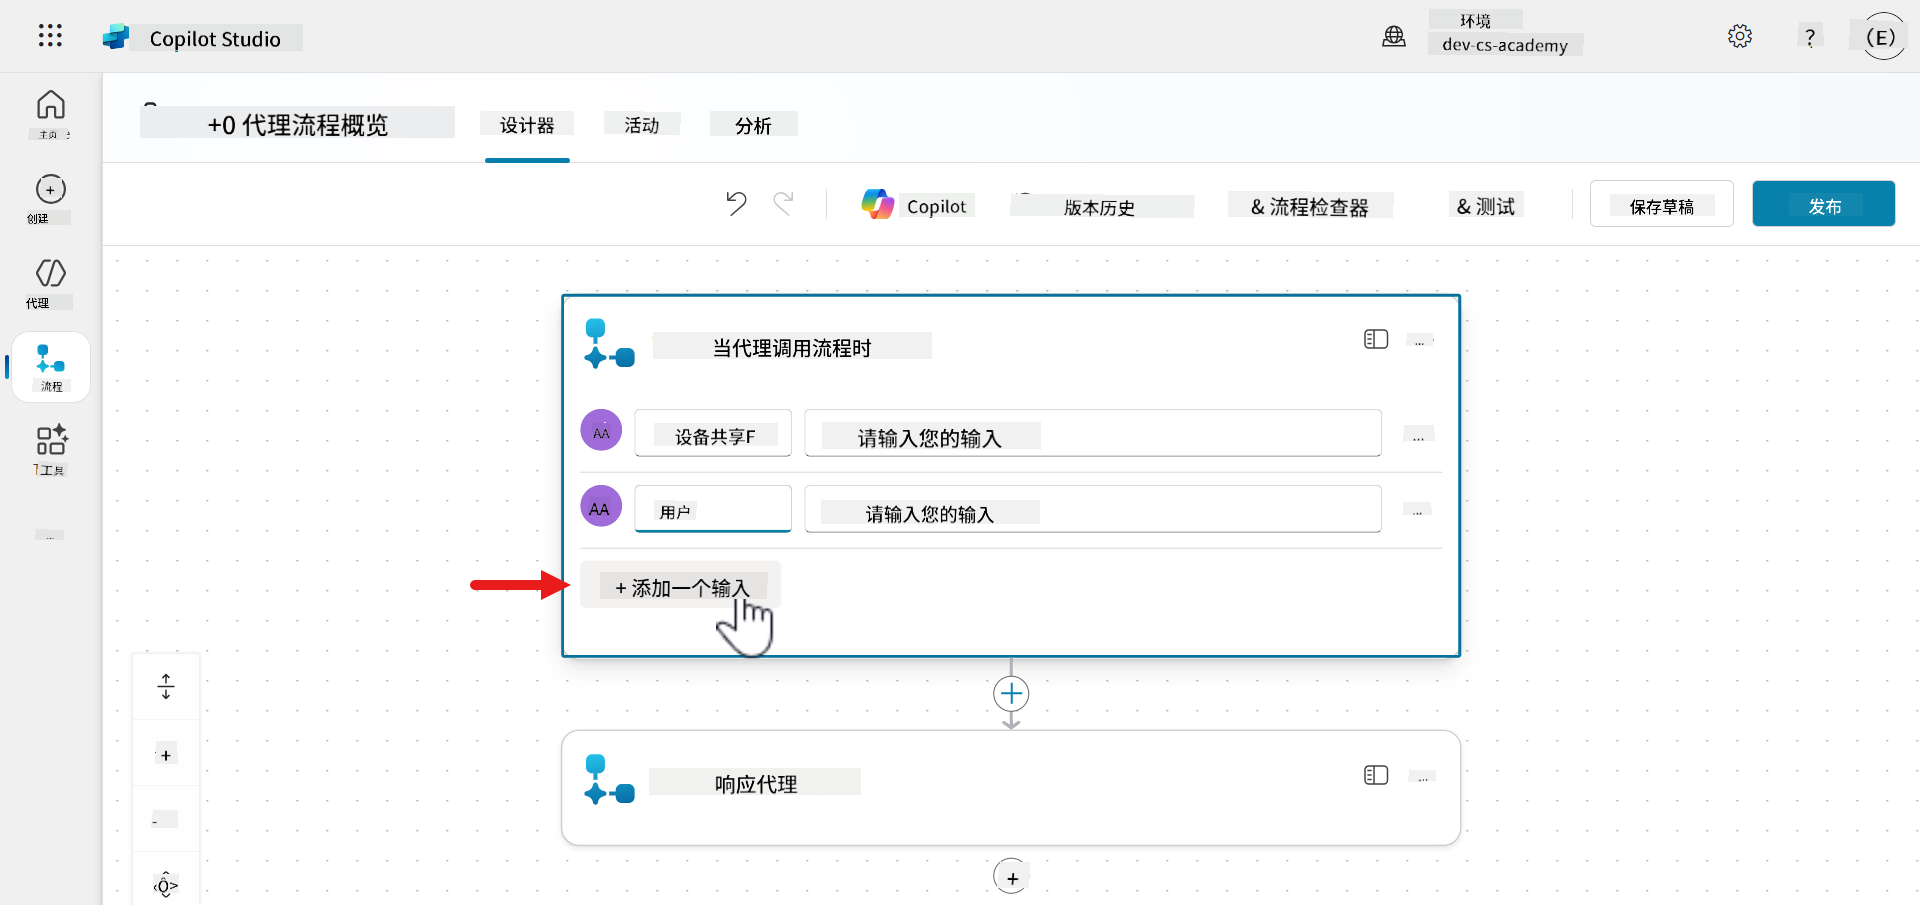 Copilot Studio
环境
dev-cs-academy
?
(E)
主页
创建
代理
流程
工具
...
+0 代理流程概览
设计器
活动
分析
Copilot
版本历史
& 流程检查器
& 测试
保存草稿
发布
当代理调用流程时
...
AA
设备共享F
请输入您的输入
...
AA
用户
请输入您的输入
...
+ 添加一个输入
响应代理
...